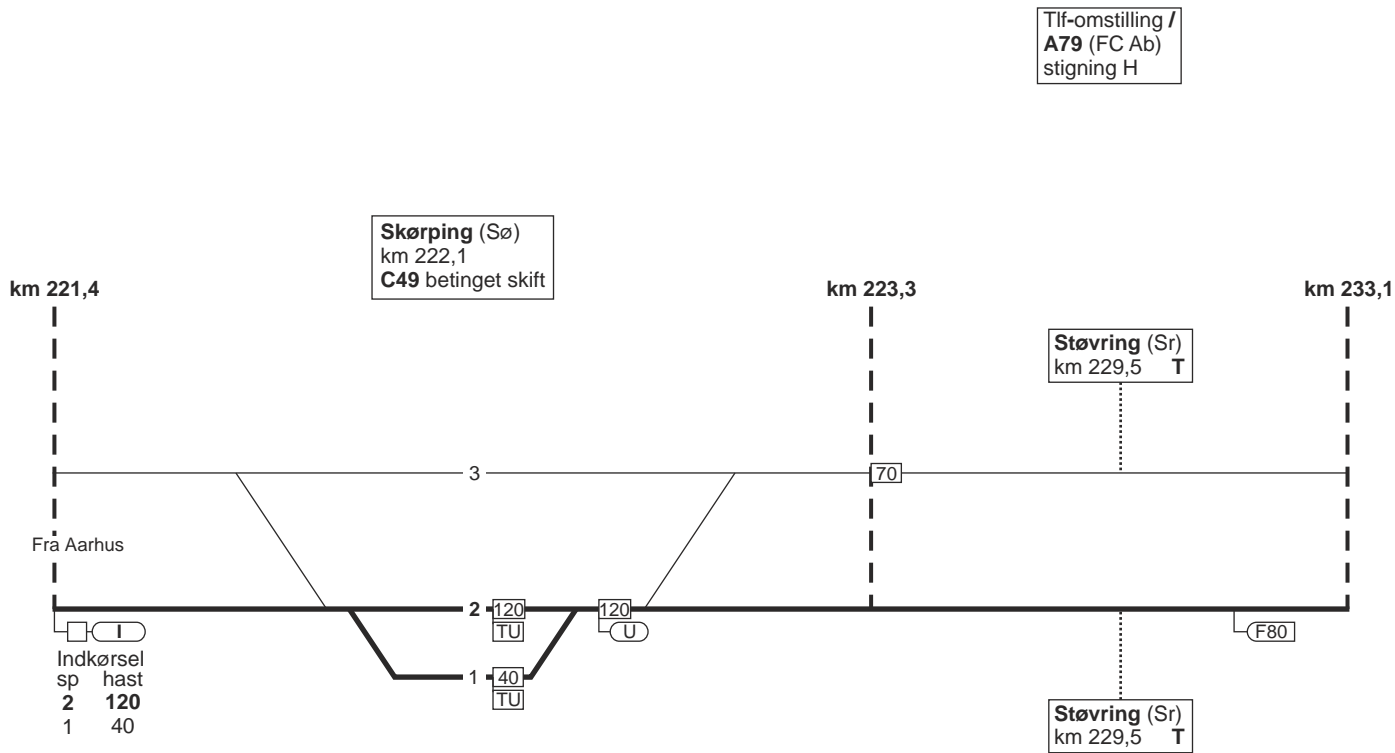 Tlf-omstilling /
A79 (FC Ab)
stigning H
Skørping (Sø)
km 222,1
C49 betinget skift
km 221,4
km 223,3
km 233,1
Støvring (Sr)
km 229,5 T
3
70
Fra Aarhus
2 120
120
TU
U
I
F80
Indkørsel
sp hast
2 120
1 40
1 40
TU
Støvring (Sr)
km 229,5 T